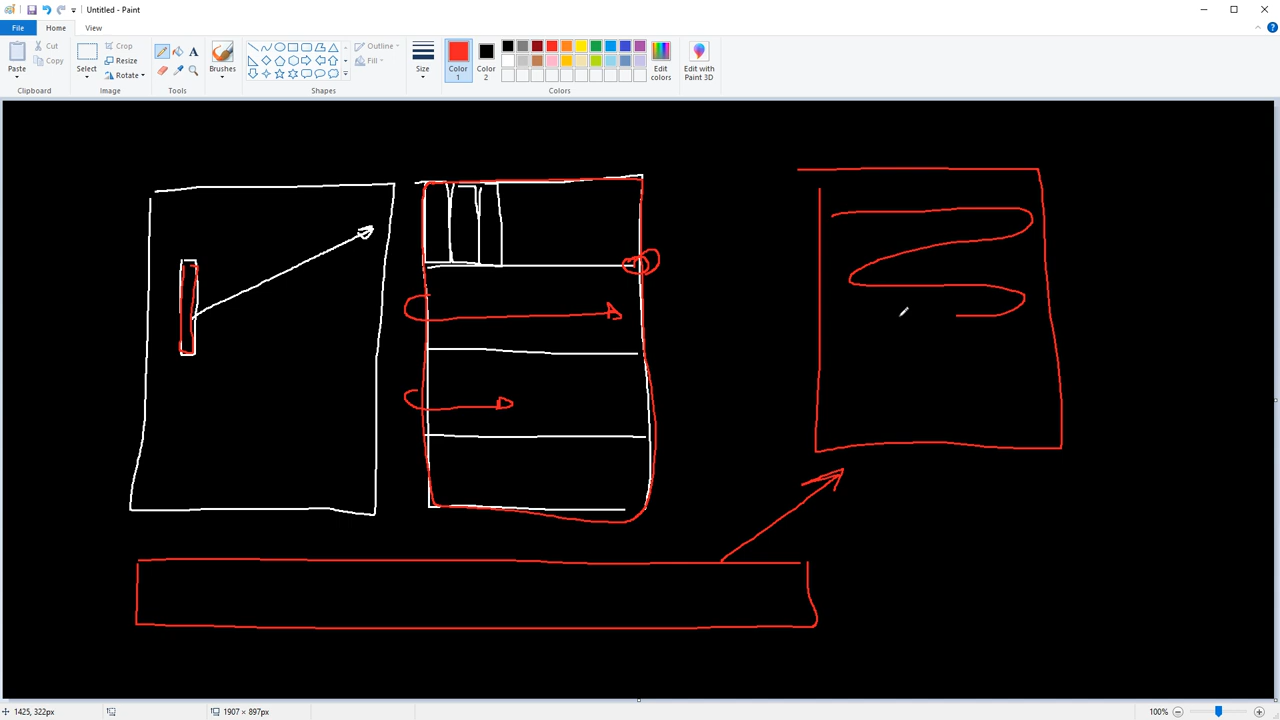 Untitled - Paint
File Home View
Paste
Cut
Copy
Clipboard
Select
Crop
Resize
Rotate
Image
A
Tools
Brushes
Outline
Fill
Shapes
Size
Color
1
Color
2
Edit
colors
Colors
Edit with
Paint 3D
1425, 322px
1907 × 897px
100%